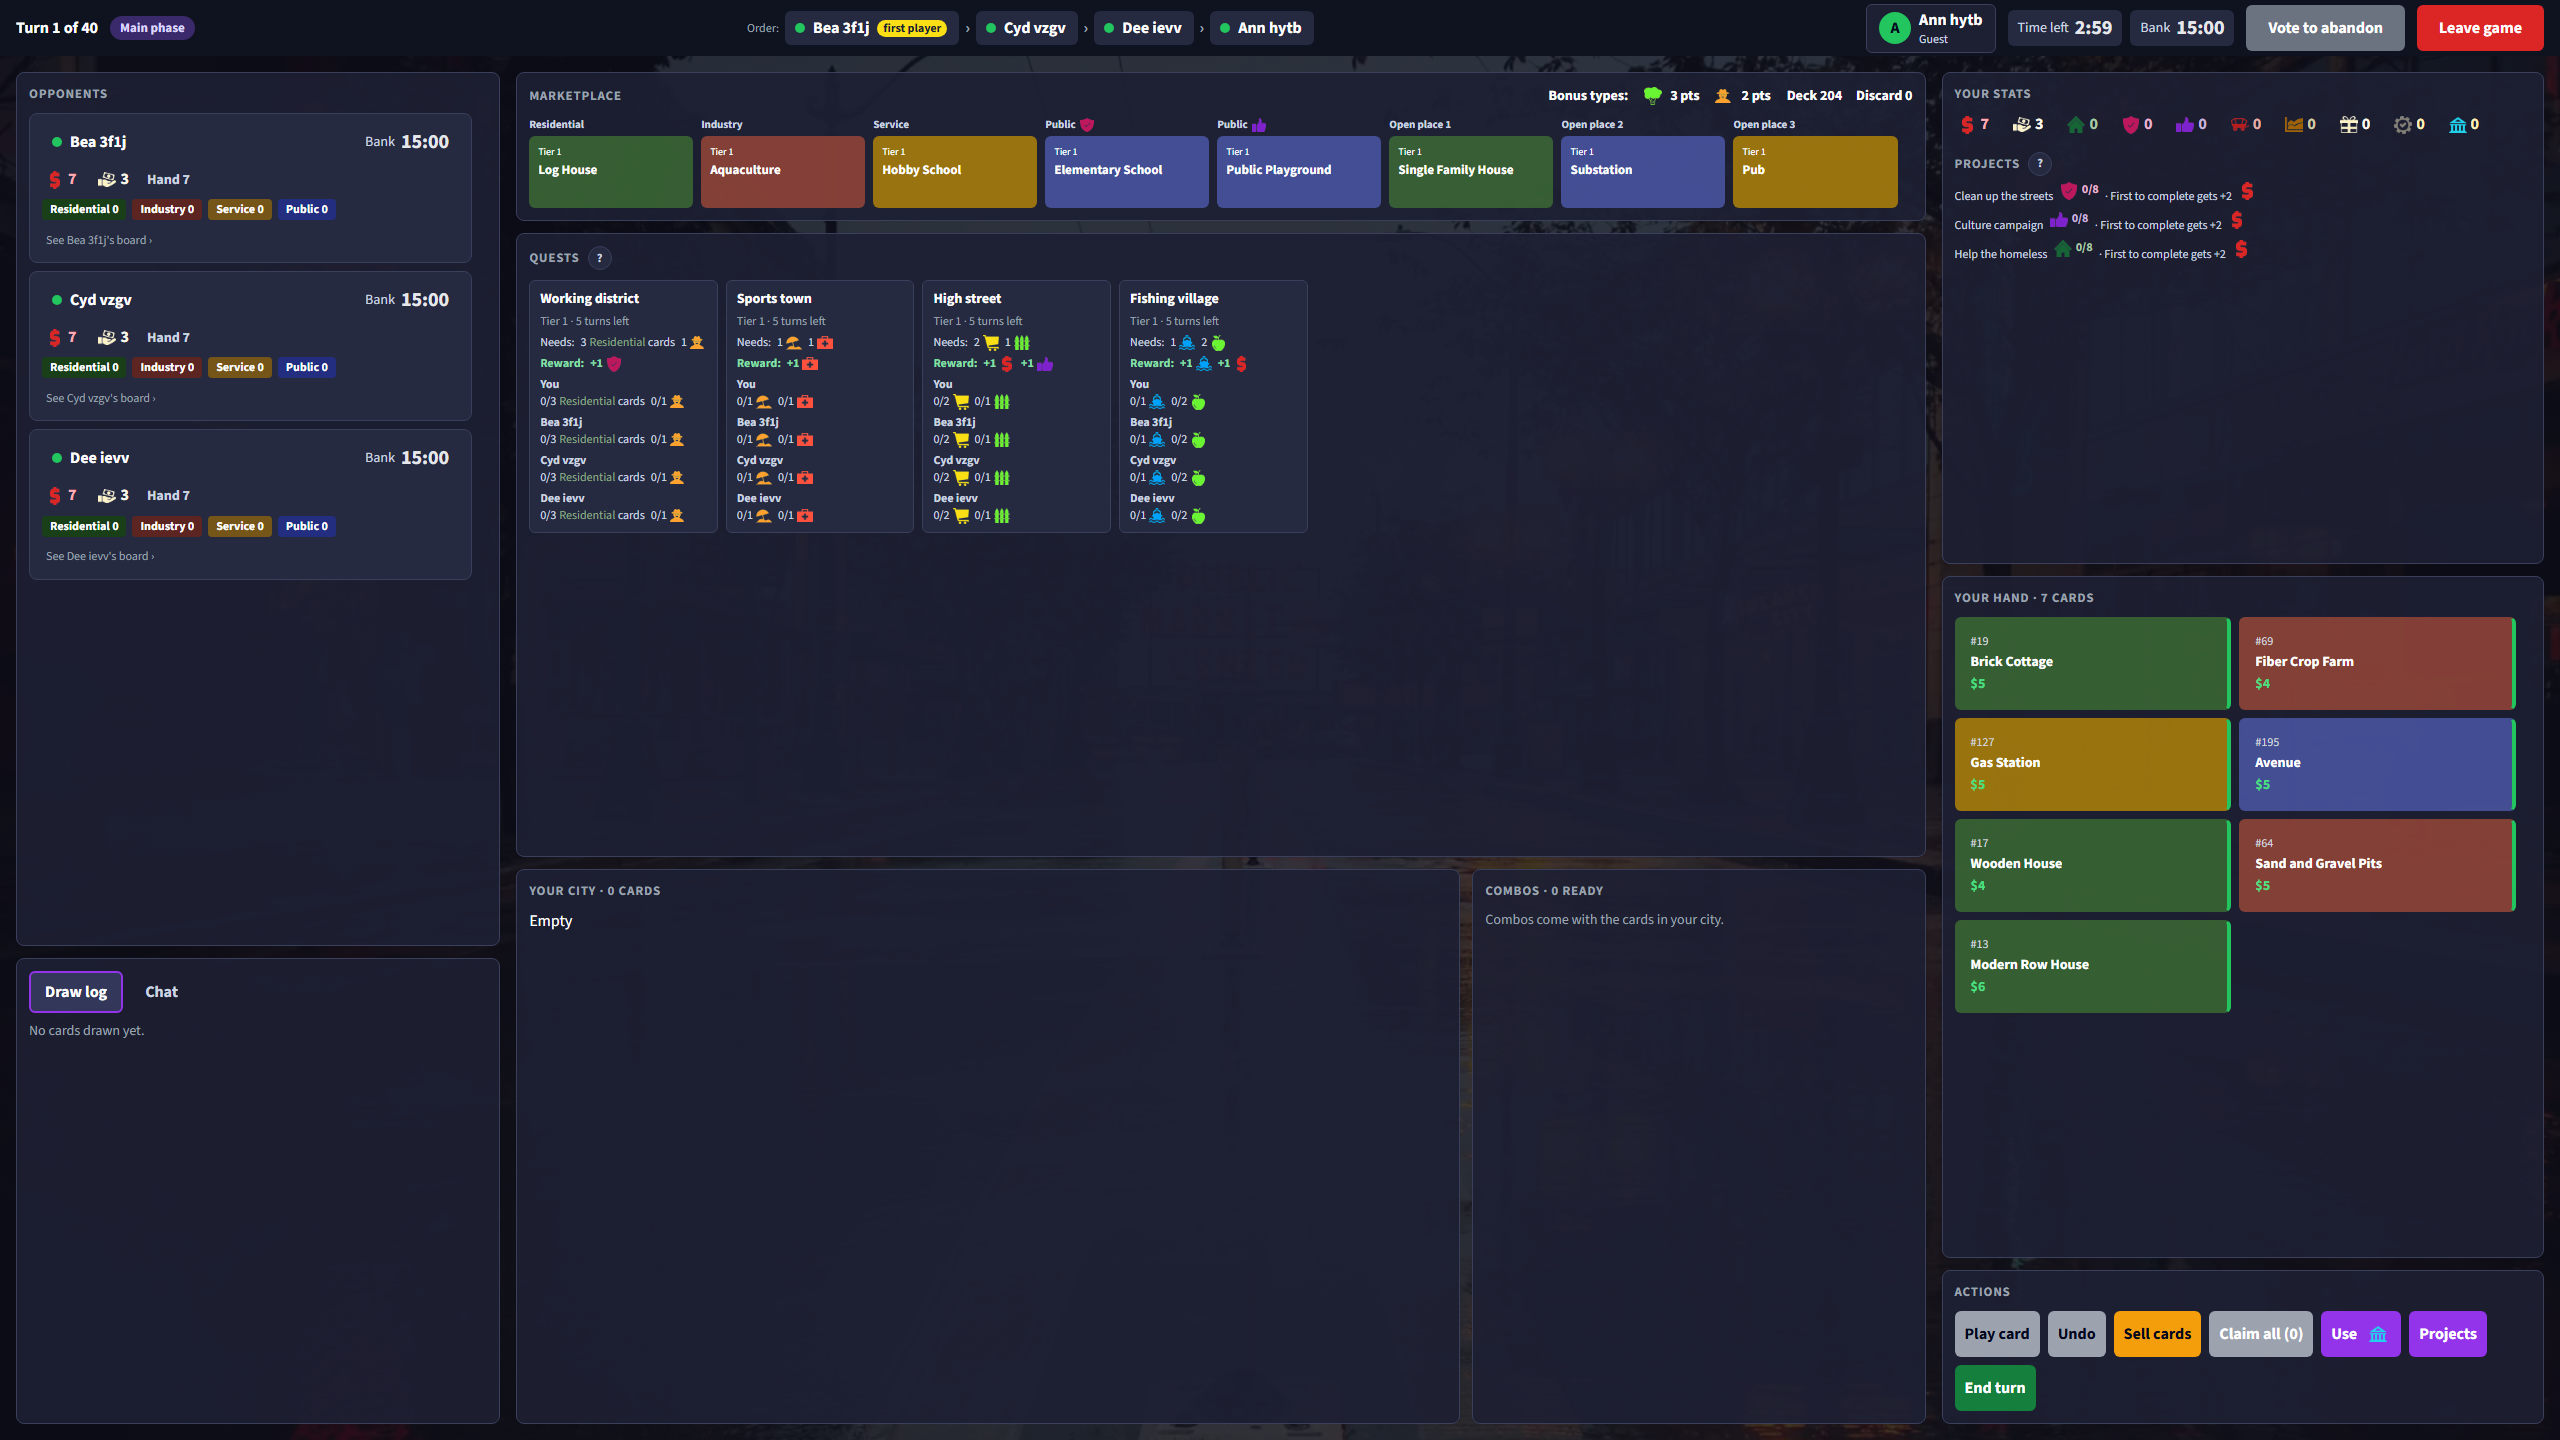 Turn 1 of 40 Main phase
Order: Bea 3f1j first player › Cyd vzgv › Dee ievv › Ann hytb
A Ann hytb
Guest
Time left 2:59
Bank 15:00
Vote to abandon
Leave game
OPPONENTS
Bea 3f1j Bank 15:00
7 3 Hand 7
Residential 0 Industry 0 Service 0 Public 0
See Bea 3f1j's board ›
Cyd vzgv Bank 15:00
7 3 Hand 7
Residential 0 Industry 0 Service 0 Public 0
See Cyd vzgv's board ›
Dee ievv Bank 15:00
7 3 Hand 7
Residential 0 Industry 0 Service 0 Public 0
See Dee ievv's board ›
Draw log Chat
No cards drawn yet.
MARKETPLACE
Bonus types: 3 pts 2 pts Deck 204 Discard 0
Residential
Tier 1
Log House
Industry
Tier 1
Aquaculture
Service
Tier 1
Hobby School
Public
Tier 1
Elementary School
Public
Tier 1
Public Playground
Open place 1
Tier 1
Single Family House
Open place 2
Tier 1
Substation
Open place 3
Tier 1
Pub
QUESTS ?
Working district
Tier 1 · 5 turns left
Needs: 3 Residential cards 1
Reward: +1
You
0/3 Residential cards 0/1
Bea 3f1j
0/3 Residential cards 0/1
Cyd vzgv
0/3 Residential cards 0/1
Dee ievv
0/3 Residential cards 0/1
Sports town
Tier 1 · 5 turns left
Needs: 1 1
Reward: +1
You
0/1 0/1
Bea 3f1j
0/1 0/1
Cyd vzgv
0/1 0/1
Dee ievv
0/1 0/1
High street
Tier 1 · 5 turns left
Needs: 2 1
Reward: +1 +1
You
0/2 0/1
Bea 3f1j
0/2 0/1
Cyd vzgv
0/2 0/1
Dee ievv
0/2 0/1
Fishing village
Tier 1 · 5 turns left
Needs: 1 2
Reward: +1 +1
You
0/1 0/2
Bea 3f1j
0/1 0/2
Cyd vzgv
0/1 0/2
Dee ievv
0/1 0/2
YOUR CITY · 0 CARDS
Empty
COMBOS · 0 READY
Combos come with the cards in your city.
YOUR STATS
7 3 0 0 0 0 0 0 0 0
PROJECTS ?
Clean up the streets 0/8 · First to complete gets +2
Culture campaign 0/8 · First to complete gets +2
Help the homeless 0/8 · First to complete gets +2
YOUR HAND · 7 CARDS
#19
Brick Cottage
$5
#69
Fiber Crop Farm
$4
#127
Gas Station
$5
#195
Avenue
$5
#17
Wooden House
$4
#64
Sand and Gravel Pits
$5
#13
Modern Row House
$6
ACTIONS
Play card Undo Sell cards Claim all (0) Use Projects
End turn